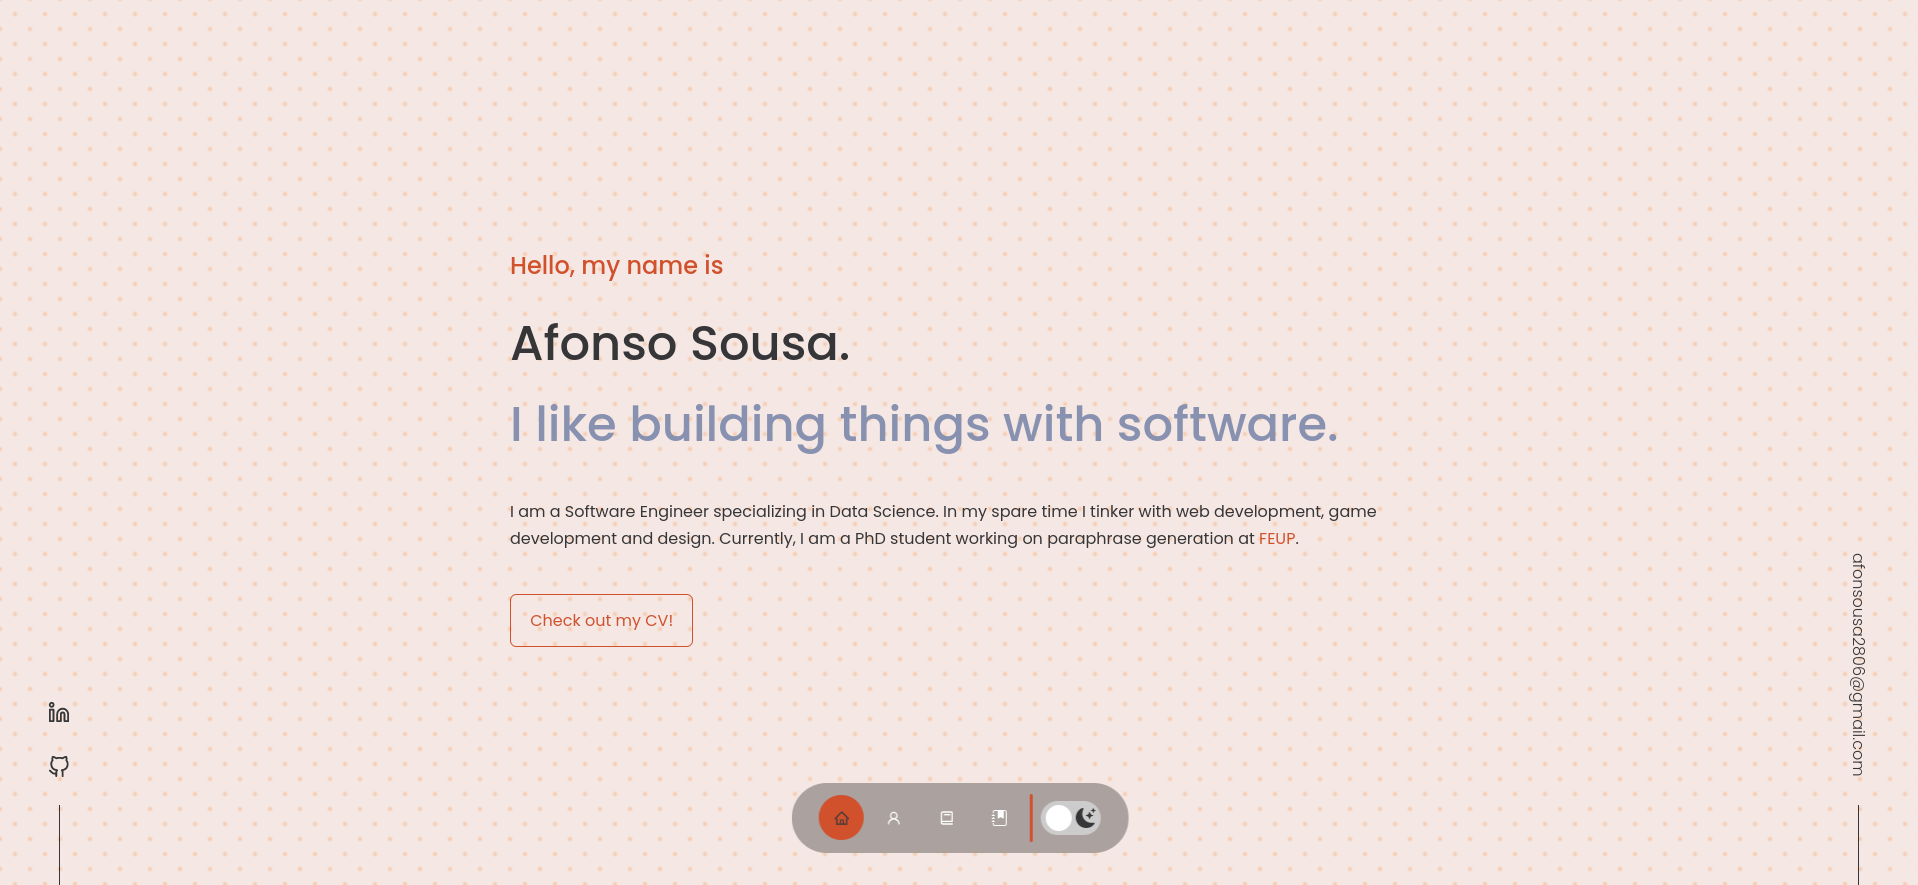 Hello, my name is
Afonso Sousa.
I like building things with software.
I am a Software Engineer specializing in Data Science. In my spare time I tinker with web development, game
development and design. Currently, I am a PhD student working on paraphrase generation at FEUP.
Check out my CV!
afonsousa2806@gmail.com